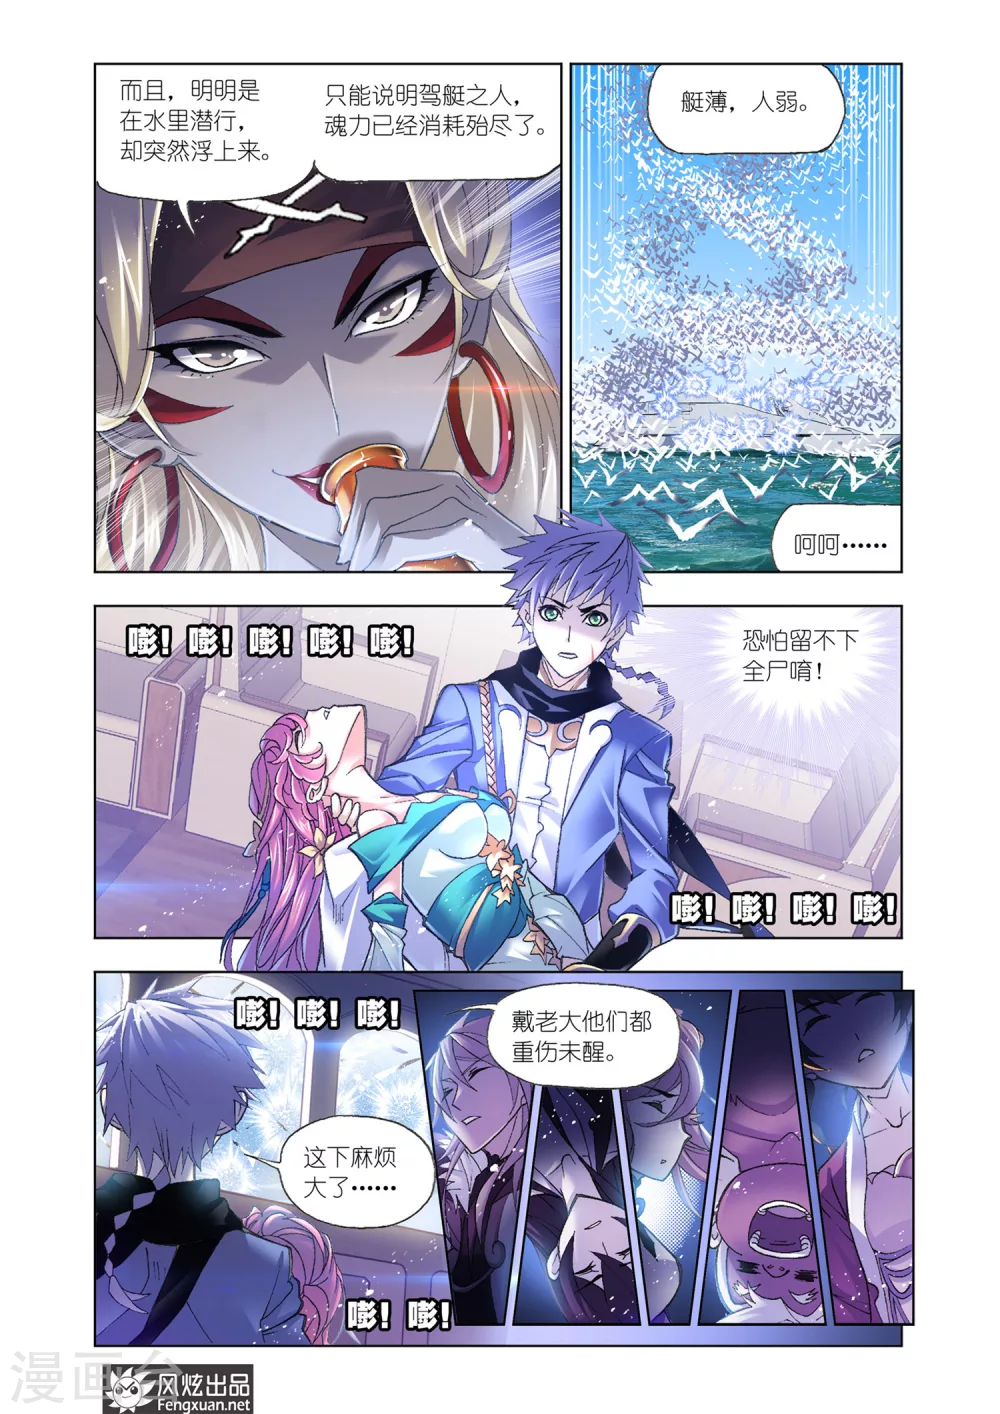 而且，明明是
在水里潜行，
却突然浮上来。
只能说明驾艇之人，
魂力已经消耗殆尽了。
艇薄，人弱。
呵呵……
嘭！嘭！嘭！嘭！嘭！
恐怕留不下
全尸唷！
嘭！嘭！嘭！嘭！
嘭！嘭！嘭！
戴老大他们都
重伤未醒。
这下麻烦
大了……
嘭！嘭！
漫画台
风炫出品
Fengxuan.net